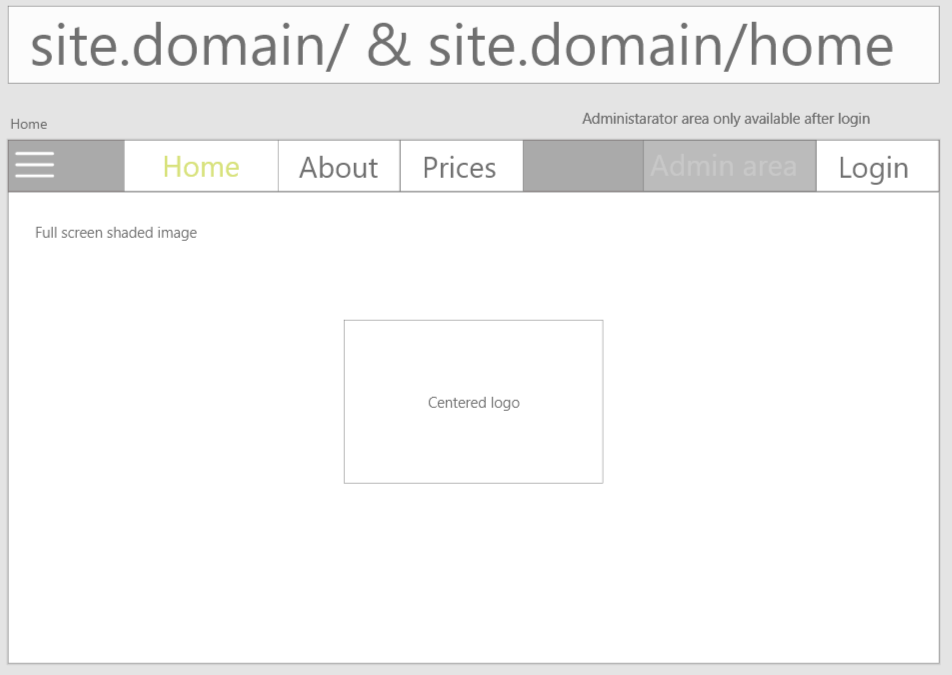 site.domain/ & site.domain/home
Home
Administarator area only available after login
Home About Prices Admin area Login
Full screen shaded image
Centered logo